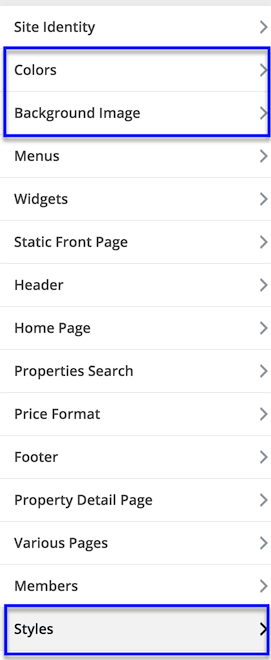 Site Identity
Colors
Background Image
Menus
Widgets
Static Front Page
Header
Home Page
Properties Search
Price Format
Footer
Property Detail Page
Various Pages
Members
Styles